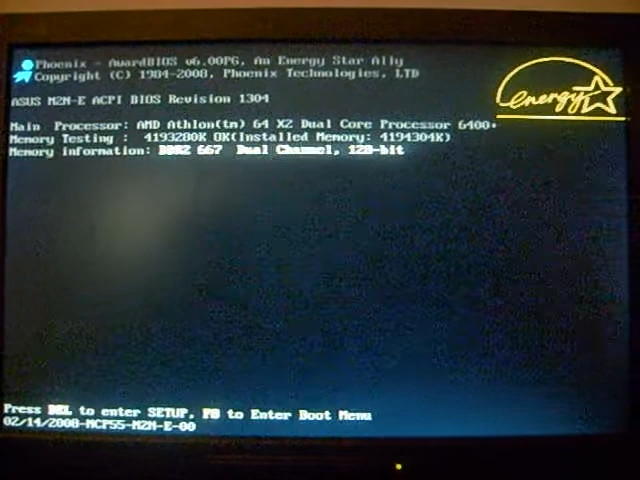 Phoenix - AwardBIOS v6.00PG, An Energy Star Ally
Copyright (C) 1984-2008, Phoenix Technologies, LTD
energy
ASUS M2N-E ACPI BIOS Revision 1304
Main Processor: AMD Athlon(tm) 64 X2 Dual Core Processor 6400+
Memory Testing : 4193280K OK(Installed Memory: 4194304K)
Memory Information: DDR2 667 Dual Channel, 128-bit
Press DEL to enter SETUP, F8 to Enter Boot Menu
02/14/2008-MCP55-M2N-E-00